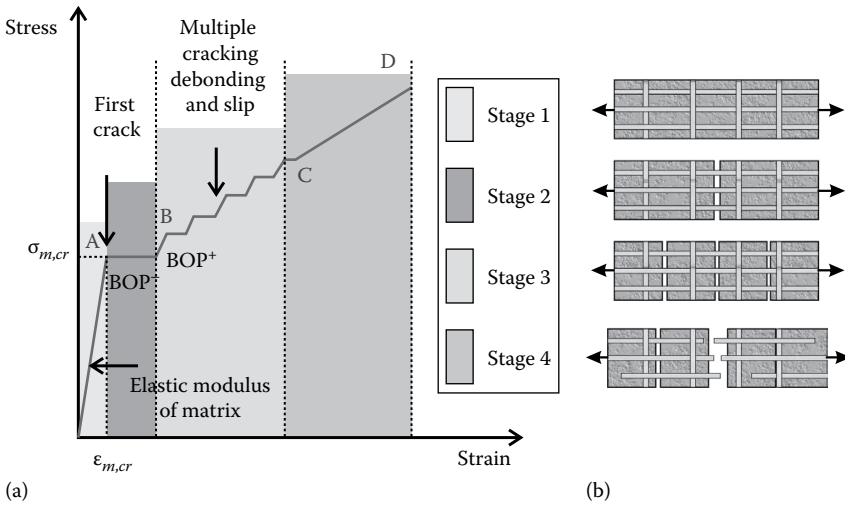 Stress
Multiple
cracking
debonding
and slip
D
First
crack
Stage 1
Stage 2
Stage 3
Stage 4
C
B
A
σm,cr
BOP+
BOP–
Elastic modulus
of matrix
εm,cr
Strain
(a)
(b)